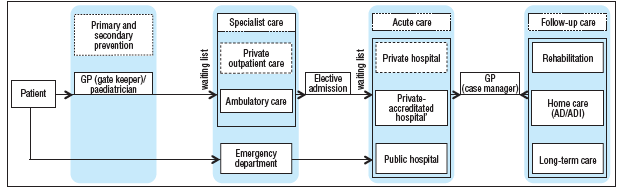 Primary and
secondary
prevention
Specialist care
Acute care
Follow-up care
waiting list
Private
outpatient care
waiting list
Private hospital
Rehabilitation
Patient
GP (gate keeper)/
paediatrician
Ambulatory care
Elective
admission
Private-
accredited
hospital*
GP
(case manager)
Home care
(AD/ADI)
Emergency
department
Public hospital
Long-term care